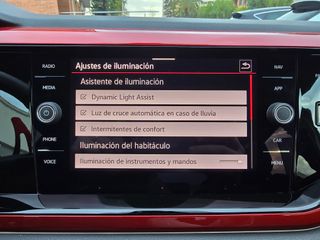 Ajustes de iluminación
RADIO
NAV
Asistente de iluminación
MEDIA
APP
Dynamic Light Assist
Luz de cruce automática en caso de lluvia
Intermitentes de confort
PHONE
CAR
Iluminación del habitáculo
VOICE
MENU
Iluminación de instrumentos y mandos